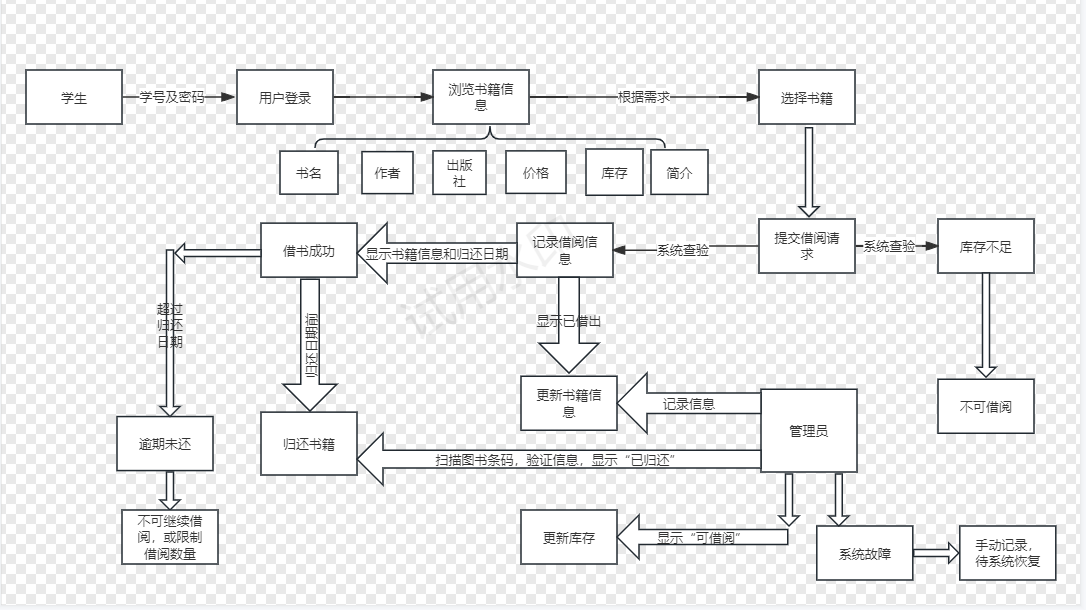 学生
学号及密码
用户登录
浏览书籍信
息
根据需求
选择书籍
书名
作者
出版
社
价格
库存
简介
借书成功
显示书籍信息和归还日期
记录借阅信
息
系统查验
提交借阅请
求
系统查验
库存不足
超过
归还
日期
归还日期前
显示已借出
更新书籍信
息
记录信息
管理员
不可借阅
逾期未还
归还书籍
扫描图书条码，验证信息，显示“已归还”
不可继续借
阅，或限制
借阅数量
更新库存
显示“可借阅”
系统故障
手动记录，
待系统恢复